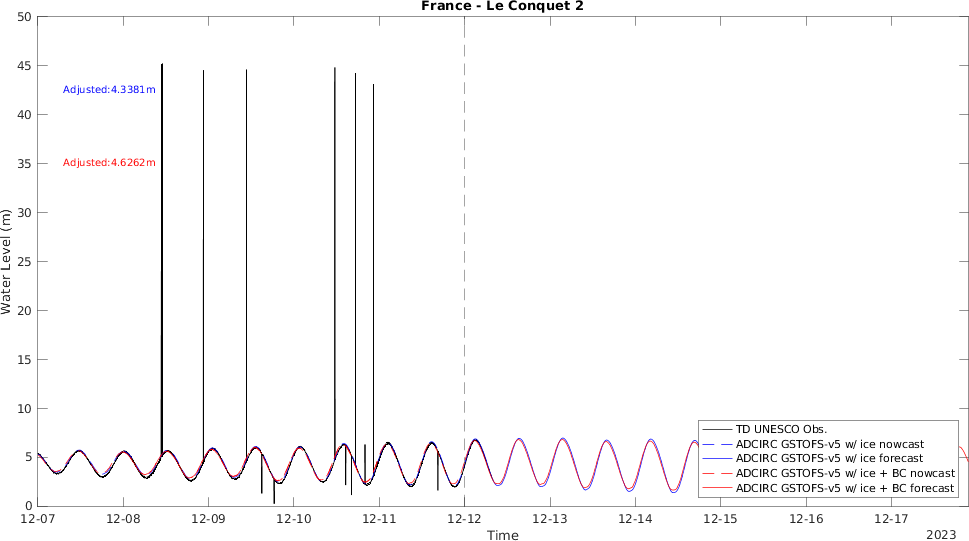 France - Le Conquet 2
50
45
40
35
30
25
20
15
10
5
0
Water Level (m)
Adjusted:4.3381m
Adjusted:4.6262m
TD UNESCO Obs.
ADCIRC GSTOFS-v5 w/ ice nowcast
ADCIRC GSTOFS-v5 w/ ice forecast
ADCIRC GSTOFS-v5 w/ ice + BC nowcast
ADCIRC GSTOFS-v5 w/ ice + BC forecast
12-07 12-08 12-09 12-10 12-11 12-12 12-13 12-14 12-15 12-16 12-17
Time
2023